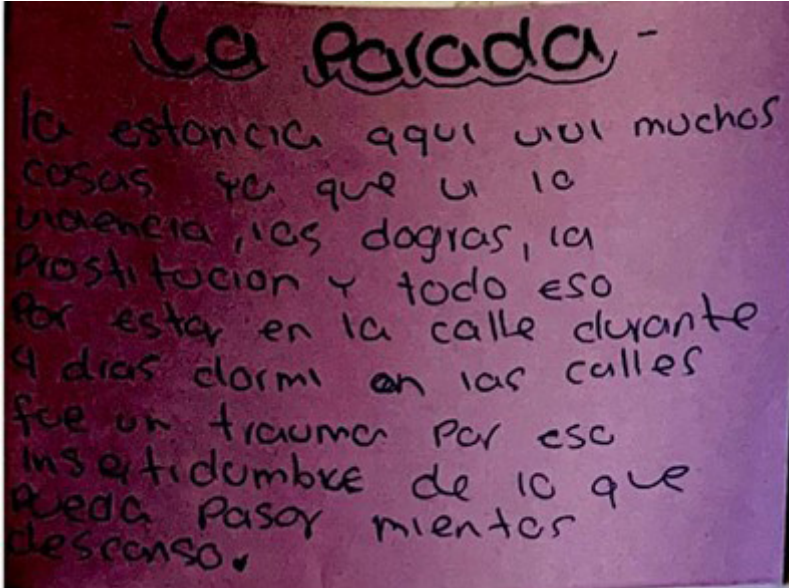 - La Parada -
la estancia aqui vivi muchas
cosas ya que vi la
violencia, las dogras, la
Prostitucion y todo eso
Por estar en la calle durante
4 dias dormi en las calles
fue un trauma Por esa
insertidumbre de lo que
Pueda Pasar mientas
descanso.